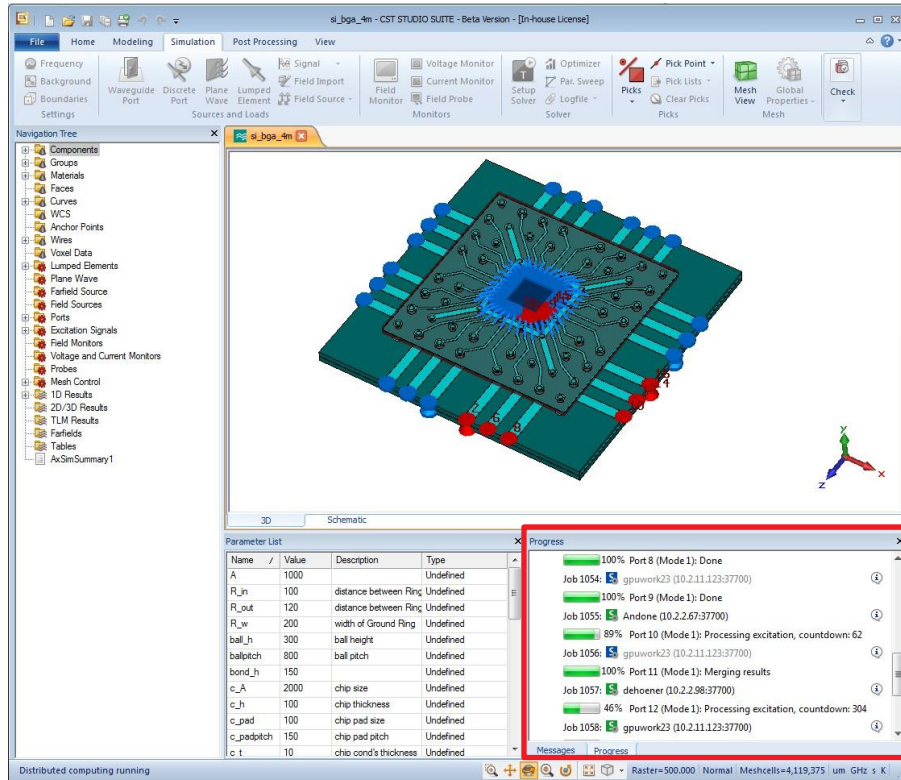 si_bga_4m - CST STUDIO SUITE - Beta Version - [In-house License]
File Home Modeling Simulation Post Processing View
Frequency
Background
Boundaries
Settings
Waveguide Port
Discrete Port
Plane Wave
Lumped Element
Signal
Field Import
Field Source
Sources and Loads
Field Monitor
Voltage Monitor
Current Monitor
Field Probe
Monitors
Setup Solver
Optimizer
Par. Sweep
Logfile
Solver
Picks
Pick Point
Pick Lists
Clear Picks
Picks
Mesh View
Global Properties
Mesh
Check
Navigation Tree
Components
Groups
Materials
Faces
Curves
WCS
Anchor Points
Wires
Voxel Data
Lumped Elements
Plane Wave
Farfield Source
Field Sources
Ports
Excitation Signals
Field Monitors
Voltage and Current Monitors
Probes
Mesh Control
1D Results
2D/3D Results
TLM Results
Farfields
Tables
AxSimSummary1
si_bga_4m
14
6
8
y
x
z
3D Schematic
Parameter List
Name / Value Description Type
A 1000 Undefined
R_in 100 distance between Ring Undefined
R_out 120 distance between Ring Undefined
R_w 200 width of Ground Ring Undefined
ball_h 300 ball height Undefined
ballpitch 800 ball pitch Undefined
bond_h 150 Undefined
c_A 2000 chip size Undefined
c_h 100 chip thickness Undefined
c_pad 100 chip pad size Undefined
c_padpitch 150 chip pad pitch Undefined
c_t 10 chip cond's thickness Undefined
Progress
100% Port 8 (Mode 1): Done
Job 1054: gpuwork23 (10.2.11.123:37700)
100% Port 9 (Mode 1): Done
Job 1055: Andone (10.2.2.67:37700)
89% Port 10 (Mode 1): Processing excitation, countdown: 62
Job 1056: gpuwork23 (10.2.11.123:37700)
100% Port 11 (Mode 1): Merging results
Job 1057: dehoener (10.2.2.98:37700)
46% Port 12 (Mode 1): Processing excitation, countdown: 304
Job 1058: gpuwork23 (10.2.11.123:37700)
Messages Progress
Distributed computing running
Raster=500.000 Normal Meshcells=4,119,375 um GHz s K